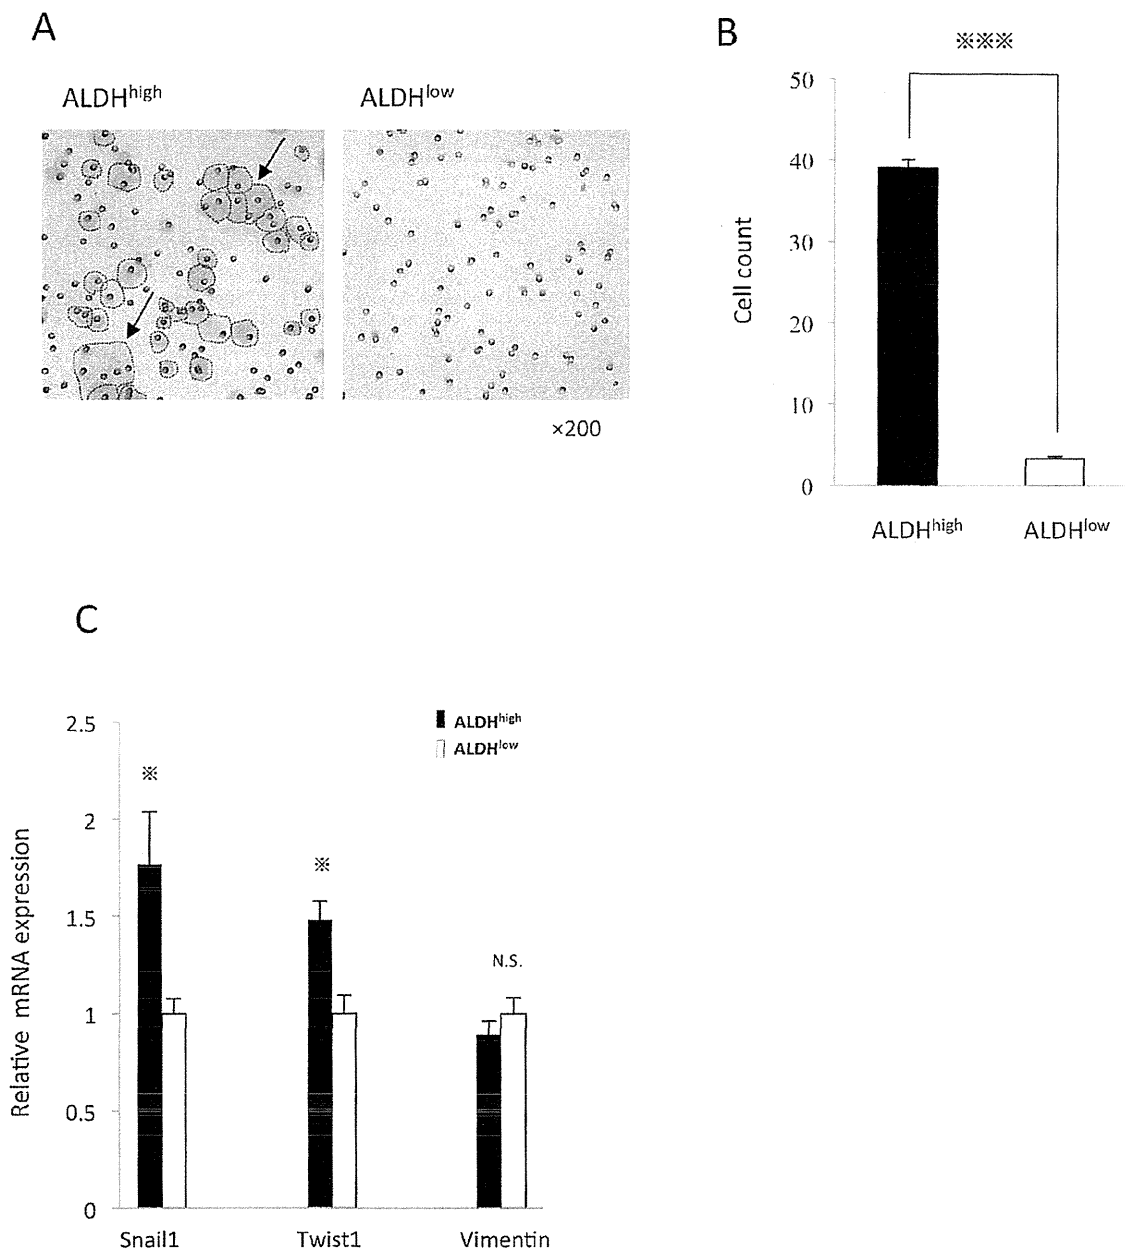 A
ALDHhigh
ALDHlow
×200
B
※※※
50
40
30
20
10
0
Cell count
ALDHhigh
ALDHlow
C
ALDHhigh
ALDHlow
2.5
2
1.5
1
0.5
0
Relative mRNA expression
※
※
N.S.
Snail1
Twist1
Vimentin